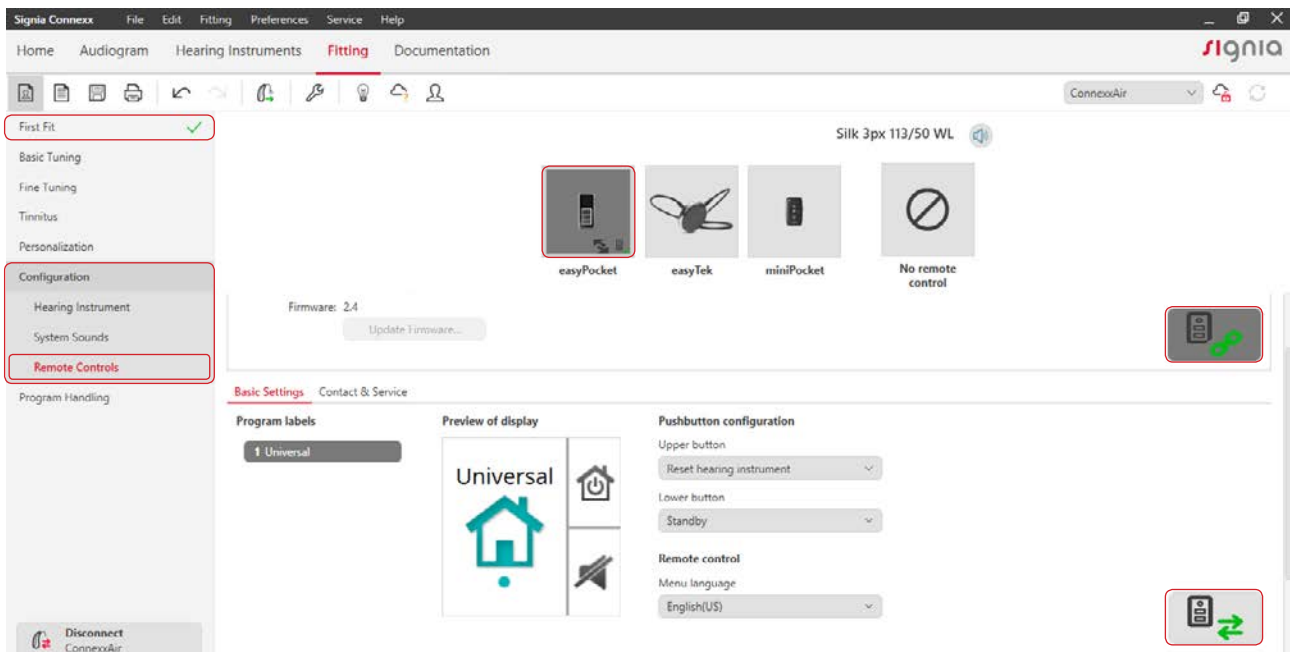 Signia Connexx File Edit Fitting Preferences Service Help
Home Audiogram Hearing Instruments Fitting Documentation
signia
ConnexxAir
First Fit
Silk 3px 113/50 WL
Basic Tuning
Fine Tuning
Tinnitus
Personalization
Configuration
Hearing Instrument
System Sounds
Remote Controls
Program Handling
easyPocket easyTek miniPocket No remote
control
Firmware: 2.4
Update Firmware...
Basic Settings Contact & Service
Program labels
1 Universal
Preview of display
Universal
Pushbutton configuration
Upper button
Reset hearing instrument
Lower button
Standby
Remote control
Menu language
English(US)
Disconnect
ConnexxAir